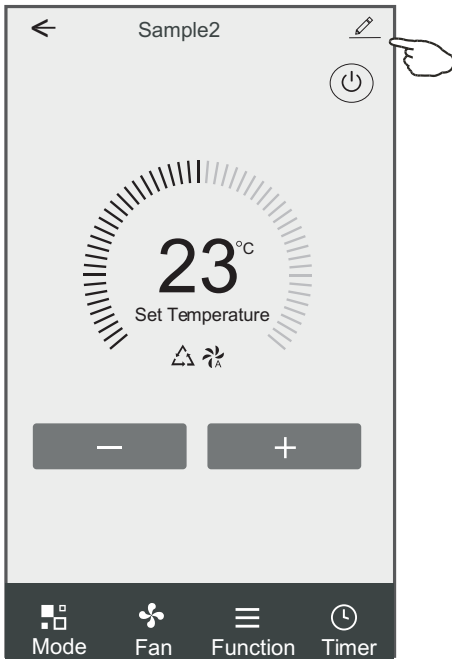 Sample2
23°C
Set Temperature
A
− +
Mode Fan Function Timer